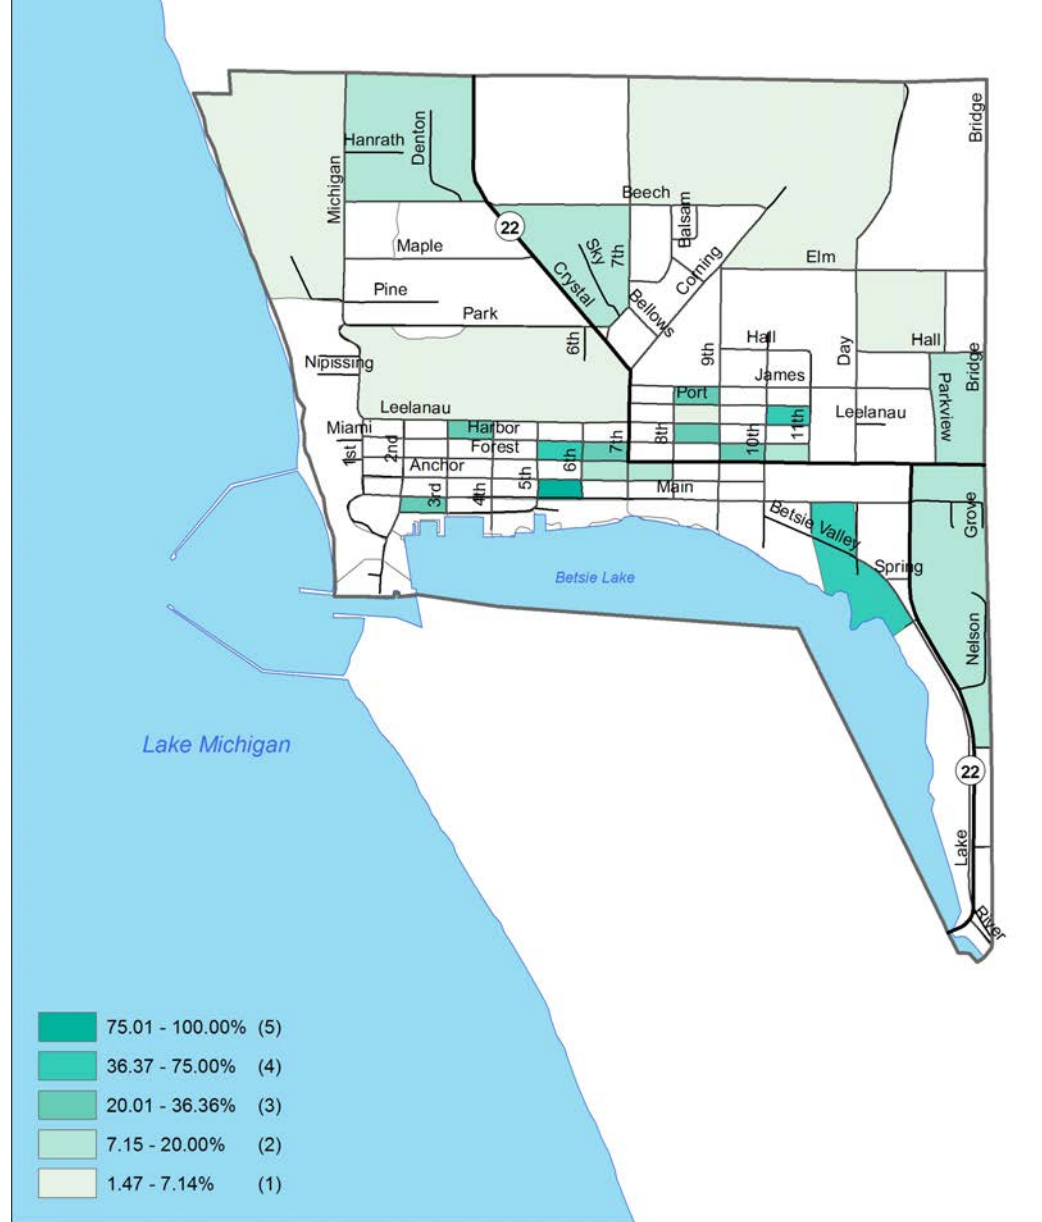 Bridge
Hanrath
Denton
Michigan
Beech
Balsam
22
Maple
Sky
7th
Corning
Elm
Crystal
Pine
Bellows
Park
6th
9th
Hall
Day
Hall
Nipissing
James
Bridge
Port
Parkview
Leelanau
11th
Leelanau
Miami
Harbor
1st
2nd
Forest
7th
8th
10th
Anchor
6th
5th
3rd
4th
Main
Grove
Betsie Valley
Spring
Betsie Lake
Nelson
Lake Michigan
22
Lake
River
75.01 - 100.00% (5)
36.37 - 75.00% (4)
20.01 - 36.36% (3)
7.15 - 20.00% (2)
1.47 - 7.14% (1)